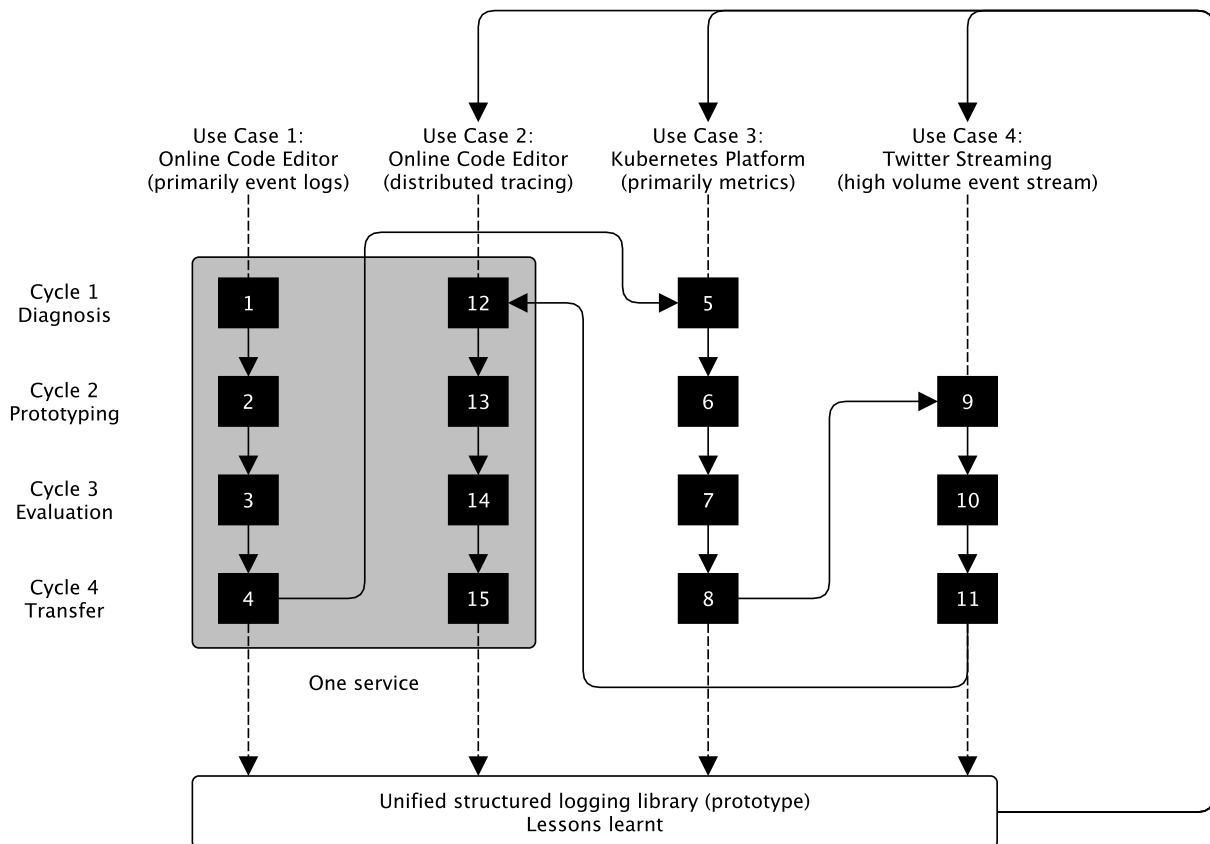 Use Case 1:
Online Code Editor
(primarily event logs)
Use Case 2:
Online Code Editor
(distributed tracing)
Use Case 3:
Kubernetes Platform
(primarily metrics)
Use Case 4:
Twitter Streaming
(high volume event stream)
Cycle 1
Diagnosis
1
12
5
Cycle 2
Prototyping
2
13
6
9
Cycle 3
Evaluation
3
14
7
10
Cycle 4
Transfer
4
15
8
11
One service
Unified structured logging library (prototype)
Lessons learnt